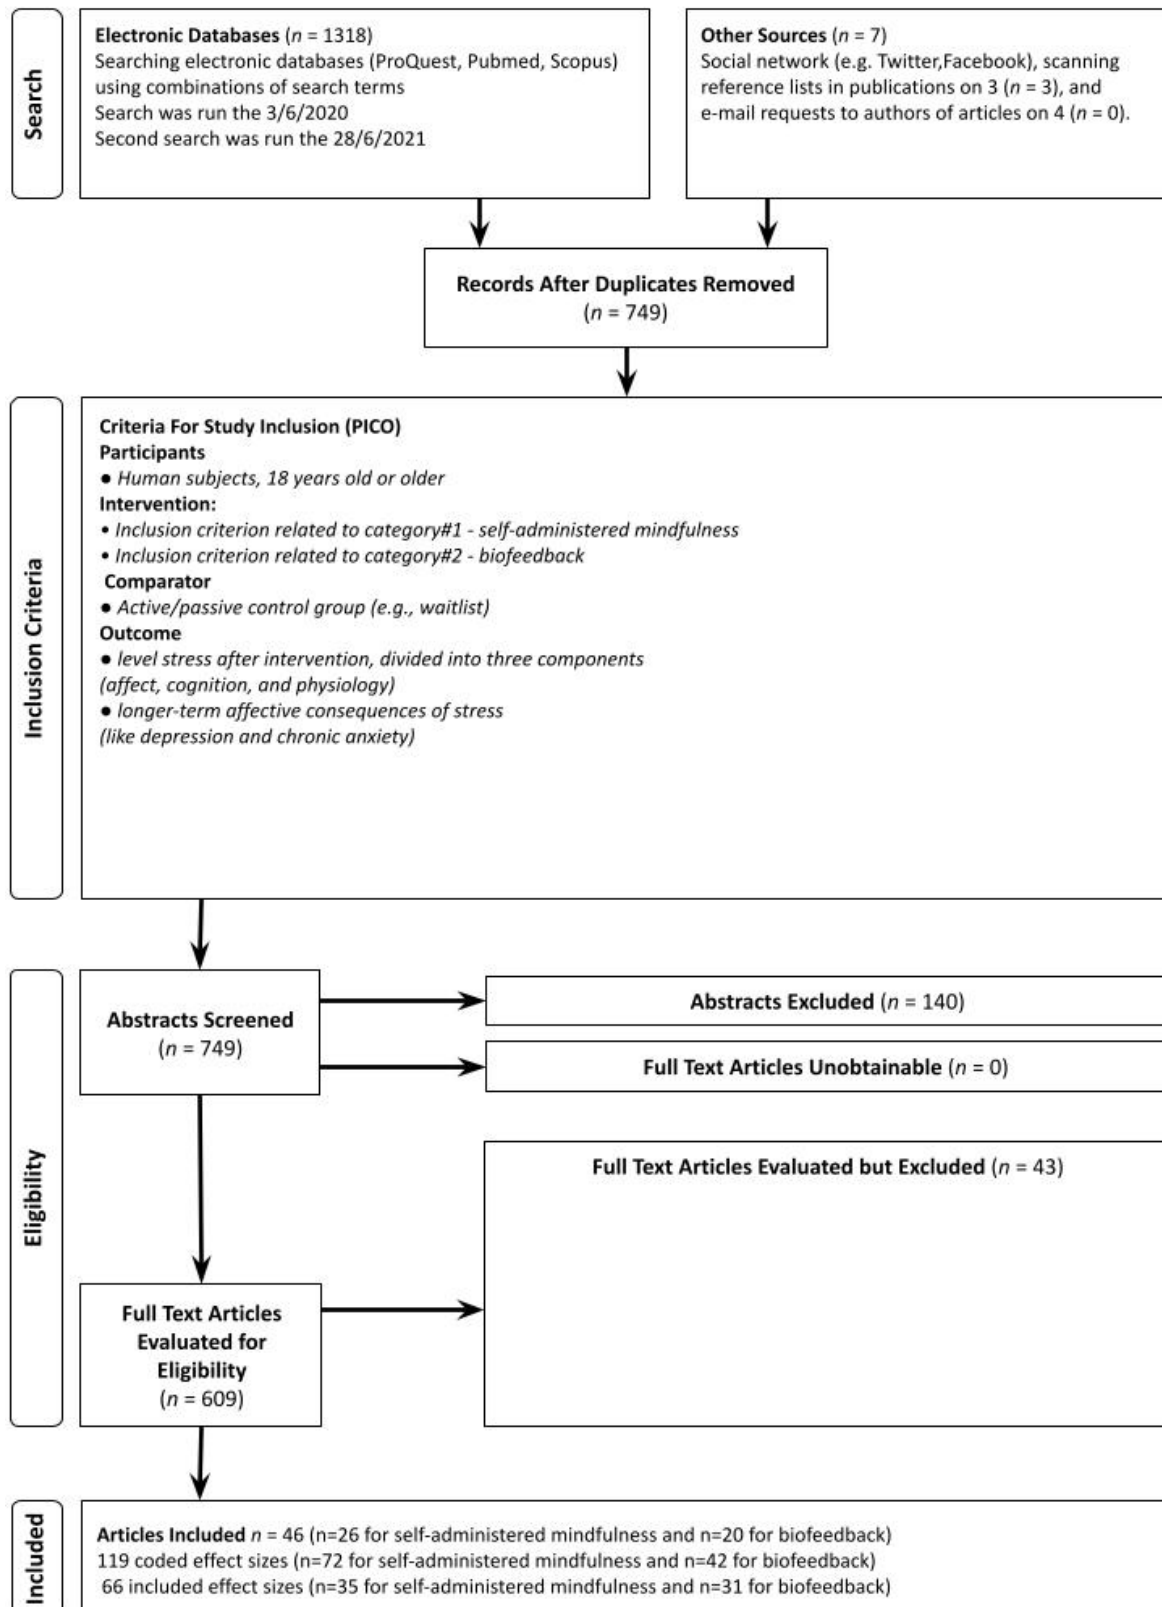 Search
Electronic Databases (n = 1318)
Searching electronic databases (ProQuest, Pubmed, Scopus)
using combinations of search terms
Search was run the 3/6/2020
Second search was run the 28/6/2021
Other Sources (n = 7)
Social network (e.g. Twitter,Facebook), scanning
reference lists in publications on 3 (n = 3), and
e-mail requests to authors of articles on 4 (n = 0).
Records After Duplicates Removed
(n = 749)
Inclusion Criteria
Criteria For Study Inclusion (PICO)
Participants
● Human subjects, 18 years old or older
Intervention:
• Inclusion criterion related to category#1 - self-administered mindfulness
• Inclusion criterion related to category#2 - biofeedback
Comparator
● Active/passive control group (e.g., waitlist)
Outcome
● level stress after intervention, divided into three components
(affect, cognition, and physiology)
● longer-term affective consequences of stress
(like depression and chronic anxiety)
Eligibility
Abstracts Screened
(n = 749)
Abstracts Excluded (n = 140)
Full Text Articles Unobtainable (n = 0)
Full Text Articles Evaluated but Excluded (n = 43)
Full Text Articles
Evaluated for
Eligibility
(n = 609)
Included
Articles Included n = 46 (n=26 for self-administered mindfulness and n=20 for biofeedback)
119 coded effect sizes (n=72 for self-administered mindfulness and n=42 for biofeedback)
66 included effect sizes (n=35 for self-administered mindfulness and n=31 for biofeedback)